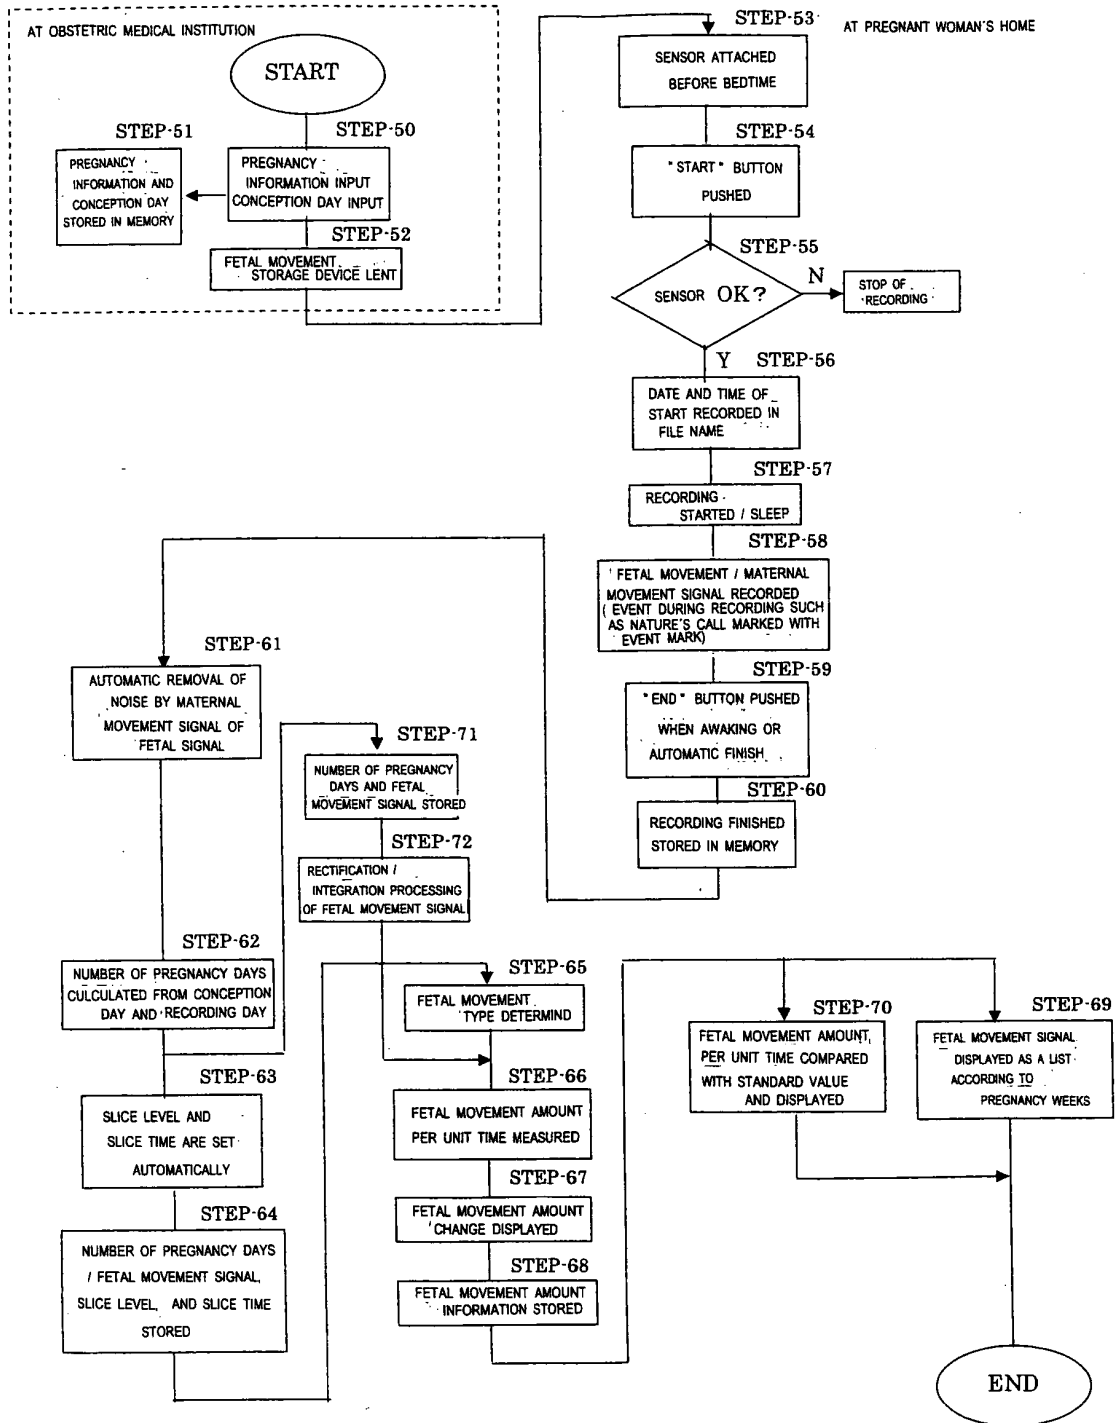 AT OBSTETRIC MEDICAL INSTITUTION
START
STEP-51
STEP-50
PREGNANCY
INFORMATION AND
CONCEPTION DAY
STORED IN MEMORY
PREGNANCY
INFORMATION INPUT
CONCEPTION DAY INPUT
STEP-52
FETAL MOVEMENT
STORAGE DEVICE LENT
STEP-53
AT PREGNANT WOMAN'S HOME
SENSOR ATTACHED
BEFORE BEDTIME
STEP-54
"START" BUTTON
PUSHED
STEP-55
SENSOR OK?
N
STOP OF
RECORDING
Y
STEP-56
DATE AND TIME OF
START RECORDED IN
FILE NAME
STEP-57
RECORDING
STARTED / SLEEP
STEP-58
FETAL MOVEMENT / MATERNAL
MOVEMENT SIGNAL RECORDED
( EVENT DURING RECORDING SUCH
AS NATURE'S CALL MARKED WITH
EVENT MARK)
STEP-59
"END" BUTTON PUSHED
WHEN AWAKING OR
AUTOMATIC FINISH
STEP-60
RECORDING FINISHED
STORED IN MEMORY
STEP-61
AUTOMATIC REMOVAL OF
NOISE BY MATERNAL
MOVEMENT SIGNAL OF
FETAL SIGNAL
STEP-62
NUMBER OF PREGNANCY DAYS
CULCULATED FROM CONCEPTION
DAY AND RECORDING DAY
STEP-63
SLICE LEVEL AND
SLICE TIME ARE SET
AUTOMATICALLY
STEP-64
NUMBER OF PREGNANCY DAYS
/ FETAL MOVEMENT SIGNAL,
SLICE LEVEL, AND SLICE TIME
STORED
STEP-71
NUMBER OF PREGNANCY
DAYS AND FETAL
MOVEMENT SIGNAL STORED
STEP-72
RECTIFICATION /
INTEGRATION PROCESSING
OF FETAL MOVEMENT SIGNAL
STEP-65
FETAL MOVEMENT
TYPE DETERMIND
STEP-66
FETAL MOVEMENT AMOUNT
PER UNIT TIME MEASURED
STEP-67
FETAL MOVEMENT AMOUNT
CHANGE DISPLAYED
STEP-68
FETAL MOVEMENT AMOUNT
INFORMATION STORED
STEP-70
FETAL MOVEMENT AMOUNT
PER UNIT TIME COMPARED
WITH STANDARD VALUE
AND DISPLAYED
STEP-69
FETAL MOVEMENT SIGNAL
DISPLAYED AS A LIST
ACCORDING TO
PREGNANCY WEEKS
END